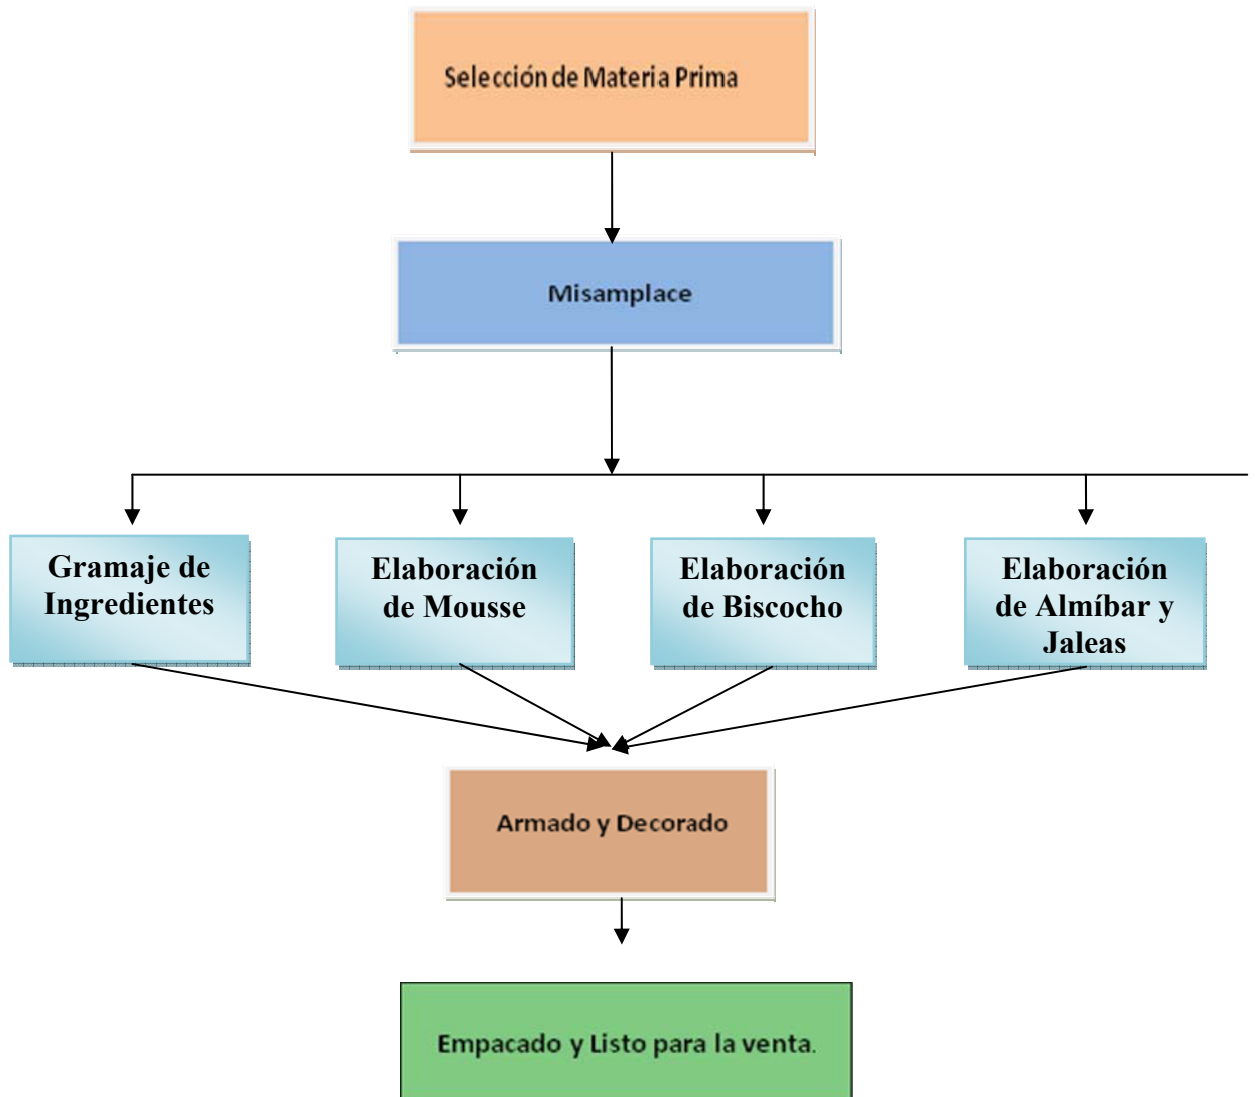 Selección de Materia Prima
Misamplace
Gramaje de
Ingredientes
Elaboración
de Mousse
Elaboración
de Biscocho
Elaboración
de Almíbar y
Jaleas
Armado y Decorado
Empacado y Listo para la venta.